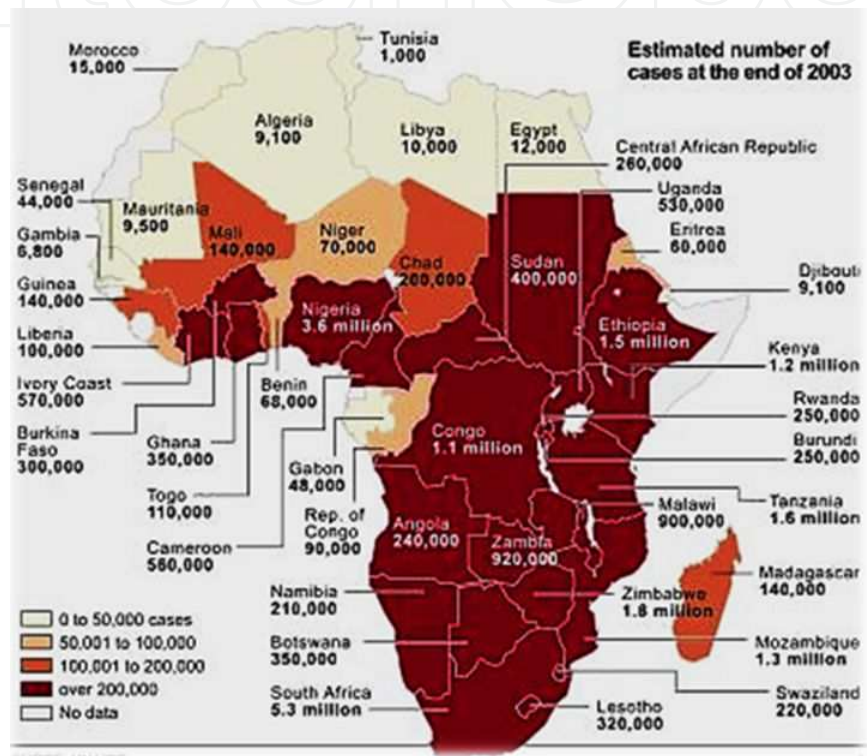 Estimated number of
cases at the end of 2003
Tunisia
1,000
Morocco
15,000
Algeria
9,100
Libya
10,000
Egypt
12,000
Central African Republic
260,000
Uganda
530,000
Eritrea
60,000
Djibouti
9,100
Senegal
44,000
Mauritania
9,500
Mali
140,000
Niger
70,000
Chad
200,000
Sudan
400,000
Gambia
6,800
Guinea
140,000
Nigeria
3.6 million
Ethiopia
1.5 million
Liberia
100,000
Kenya
1.2 million
Ivory Coast
570,000
Benin
68,000
Rwanda
250,000
Burkina
Faso
300,000
Ghana
350,000
Congo
1.1 million
Burundi
250,000
Gabon
48,000
Togo
110,000
Rep. of
Congo
90,000
Angola
240,000
Zambia
920,000
Malawi
900,000
Tanzania
1.6 million
Cameroon
560,000
Madagascar
140,000
Namibia
210,000
Zimbabwe
1.8 million
Botswana
350,000
Mozambique
1.3 million
South Africa
5.3 million
Lesotho
320,000
Swaziland
220,000
0 to 50,000 cases
50,001 to 100,000
100,001 to 200,000
over 200,000
No data